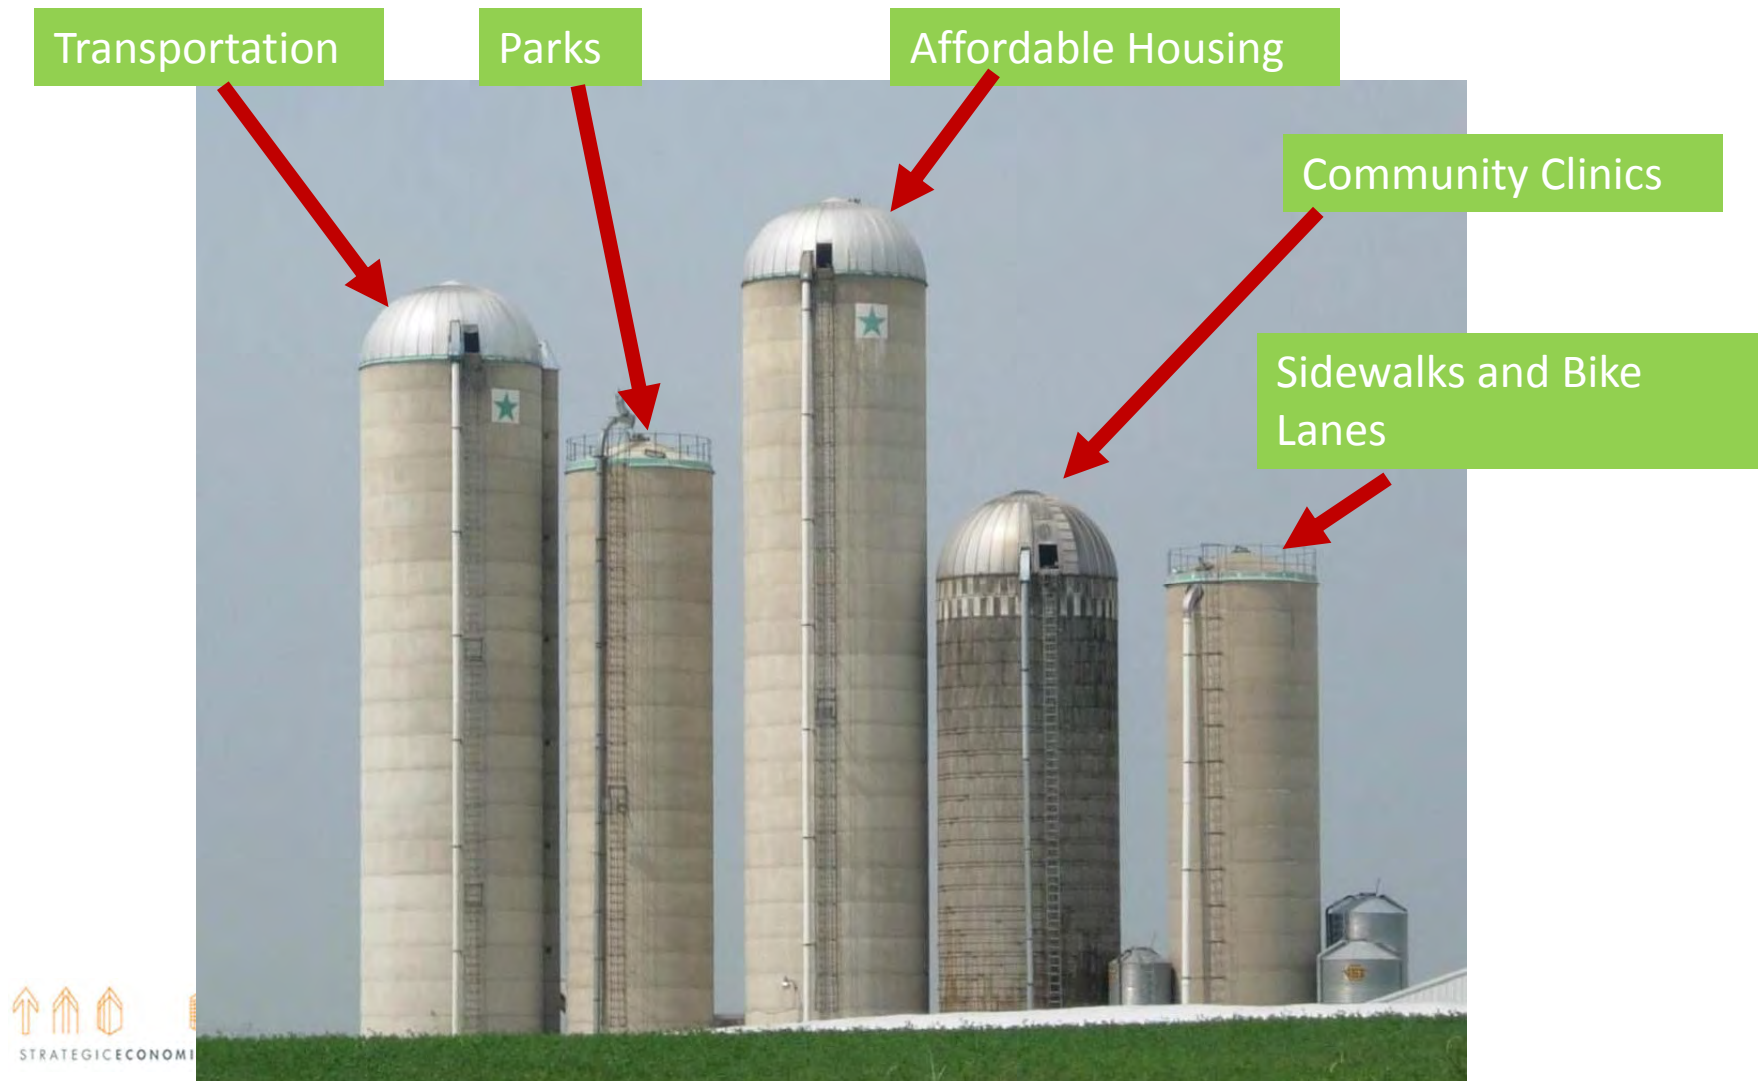 Transportation
Parks
Affordable Housing
Community Clinics
Sidewalks and Bike
Lanes
STRATEGICECONOMI